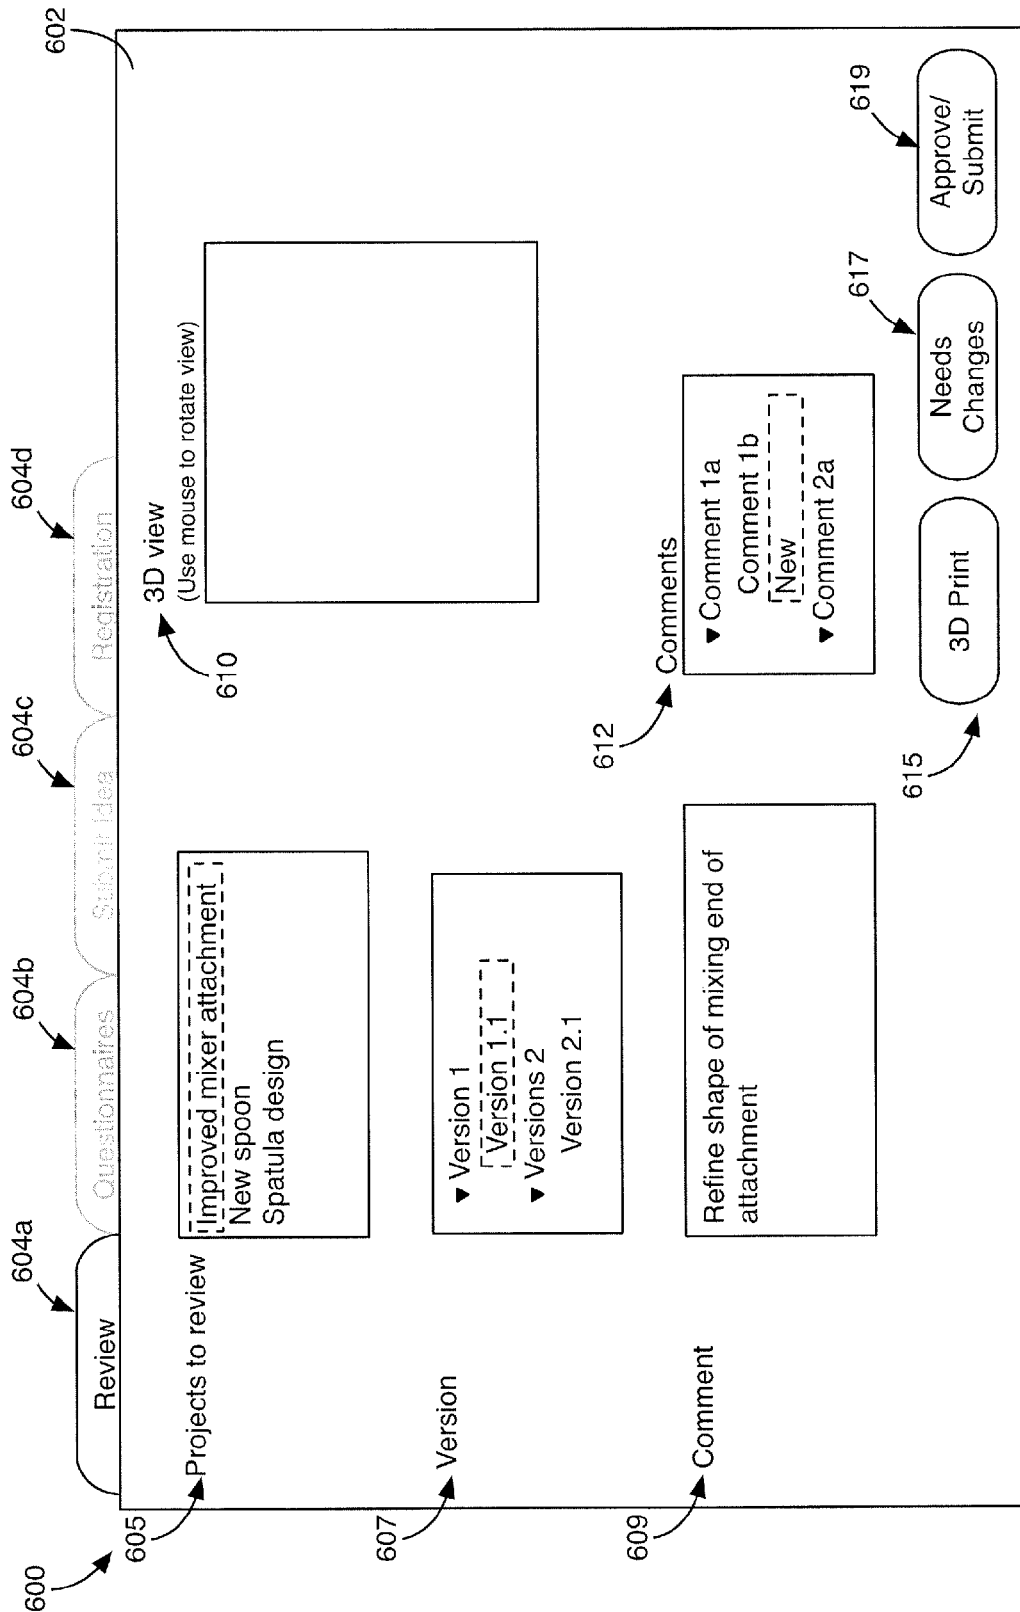 600
602
604a
604b
604c
604d
Review
Questionnaires
Submit Idea
Registration
605
Projects to review
Improved mixer attachment
New spoon
Spatula design
610
3D view
(Use mouse to rotate view)
607
Version
▼ Version 1
Version 1.1
▼ Versions 2
Version 2.1
609
Comment
Refine shape of mixing end of
attachment
612
Comments
▼ Comment 1a
Comment 1b
New
▼ Comment 2a
615
3D Print
617
Needs
Changes
619
Approve/
Submit